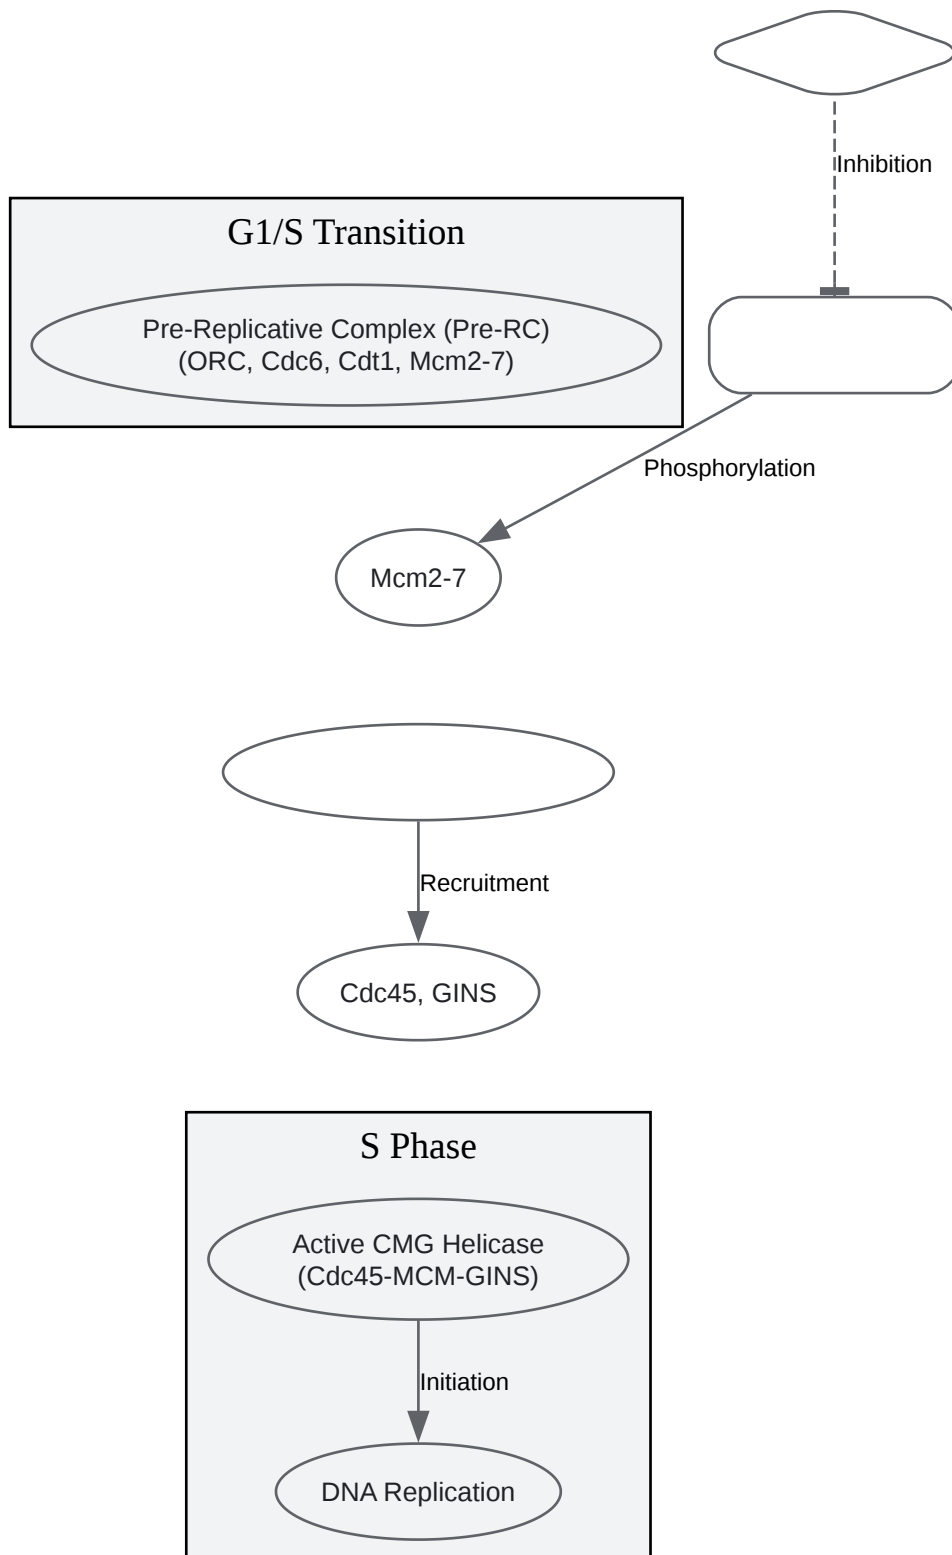 Inhibition
G1/S Transition
Pre-Replicative Complex (Pre-RC)
(ORC, Cdc6, Cdt1, Mcm2-7)
Phosphorylation
Mcm2-7
Recruitment
Cdc45, GINS
S Phase
Active CMG Helicase
(Cdc45-MCM-GINS)
Initiation
DNA Replication